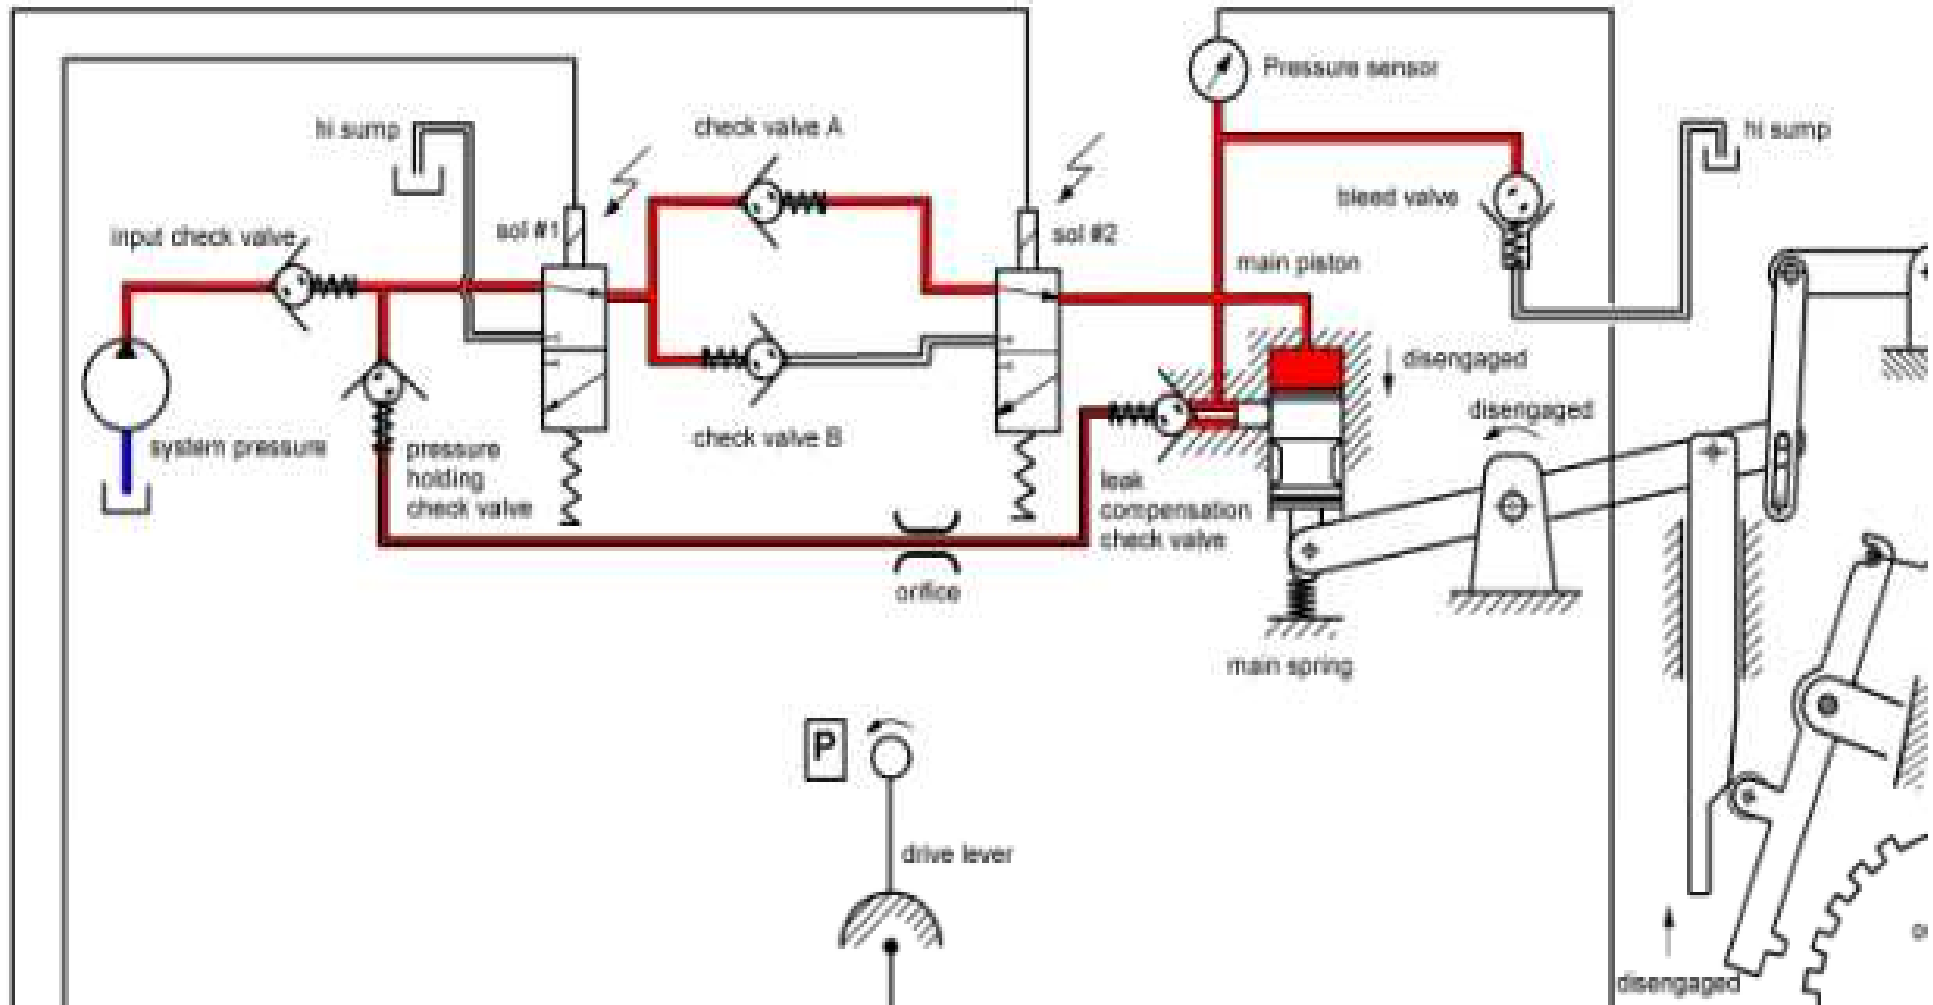 Pressure sensor
hi sump
check valve A
hi sump
bleed valve
input check valve
sol #1
sol #2
main piston
disengaged
disengaged
system pressure
pressure
holding
check valve
check valve B
leak
compensation
check valve
orifice
main spring
P
drive lever
disengaged